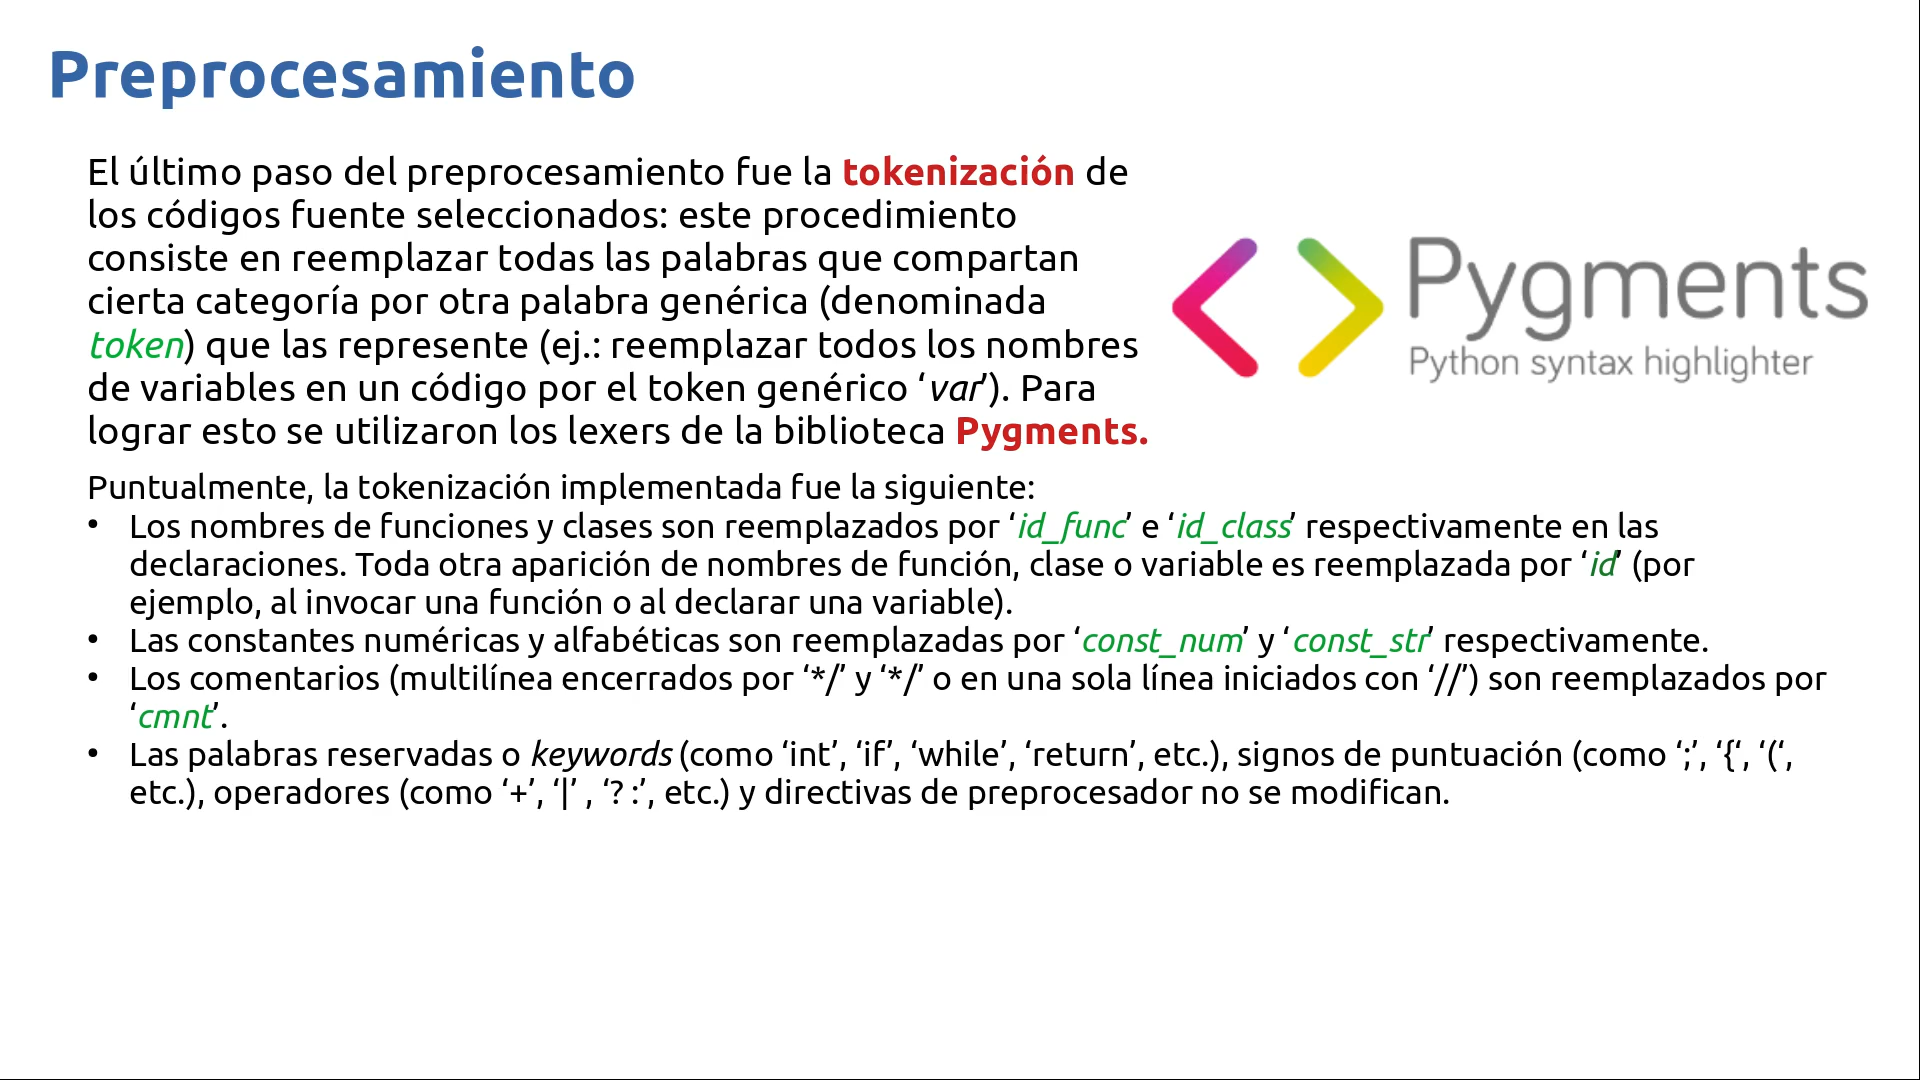 Preprocesamiento
El último paso del preprocesamiento fue la tokenización de
los códigos fuente seleccionados: este procedimiento
consiste en reemplazar todas las palabras que compartan
cierta categoría por otra palabra genérica (denominada
token) que las represente (ej.: reemplazar todos los nombres
de variables en un código por el token genérico ‘var’). Para
lograr esto se utilizaron los lexers de la biblioteca Pygments.
Pygments
Python syntax highlighter
Puntualmente, la tokenización implementada fue la siguiente:
• Los nombres de funciones y clases son reemplazados por ‘id_func’ e ‘id_class’ respectivamente en las
declaraciones. Toda otra aparición de nombres de función, clase o variable es reemplazada por ‘id’ (por
ejemplo, al invocar una función o al declarar una variable).
• Las constantes numéricas y alfabéticas son reemplazadas por ‘const_num’ y ‘const_str’ respectivamente.
• Los comentarios (multilínea encerrados por ‘*/’ y ‘*/’ o en una sola línea iniciados con ‘//’) son reemplazados por
‘cmnt’.
• Las palabras reservadas o keywords (como ‘int’, ‘if’, ‘while’, ‘return’, etc.), signos de puntuación (como ‘;’, ‘{‘, ‘(‘,
etc.), operadores (como ‘+’, ‘|’ , ‘? :’, etc.) y directivas de preprocesador no se modifican.